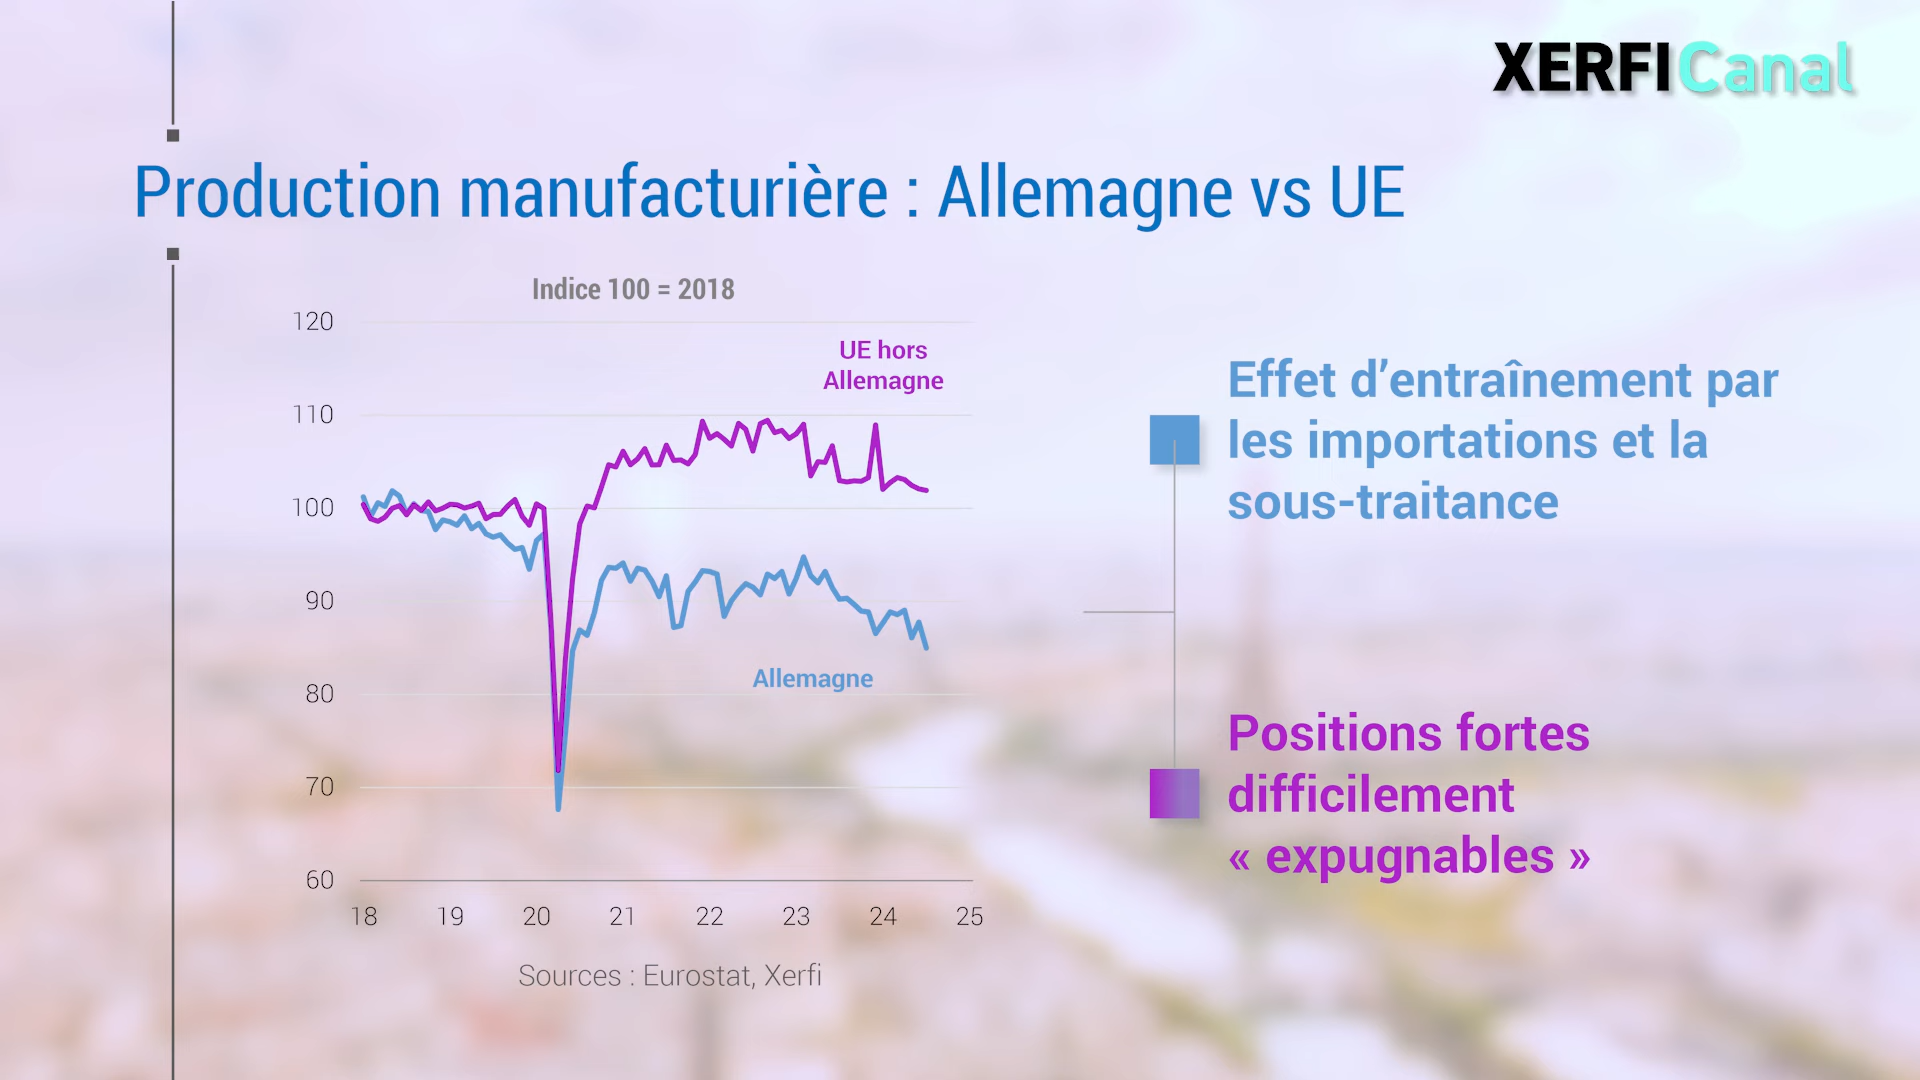 XERFI Canal
Production manufacturière : Allemagne vs UE
Indice 100 = 2018
120
110
100
90
80
70
60
UE hors
Allemagne
Allemagne
18 19 20 21 22 23 24 25
Sources : Eurostat, Xerfi
Effet d’entraînement par
les importations et la
sous-traitance
Positions fortes
difficilement
« expugnables »